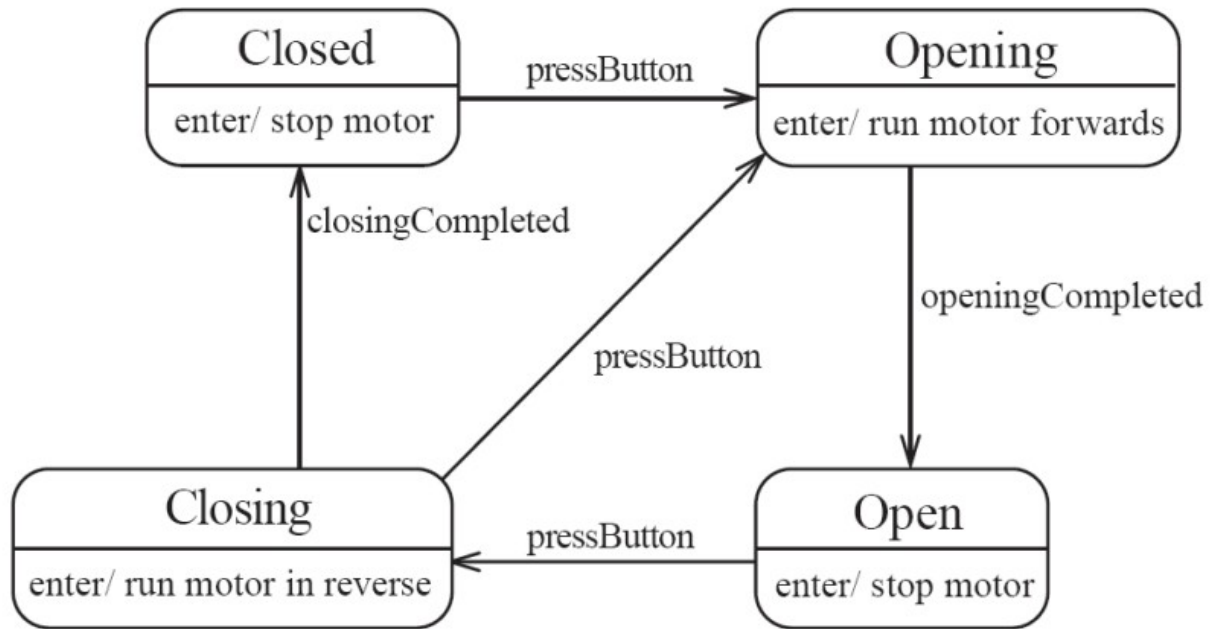 Closed
enter/ stop motor
pressButton
Opening
enter/ run motor forwards
closingCompleted
openingCompleted
pressButton
Closing
enter/ run motor in reverse
pressButton
Open
enter/ stop motor